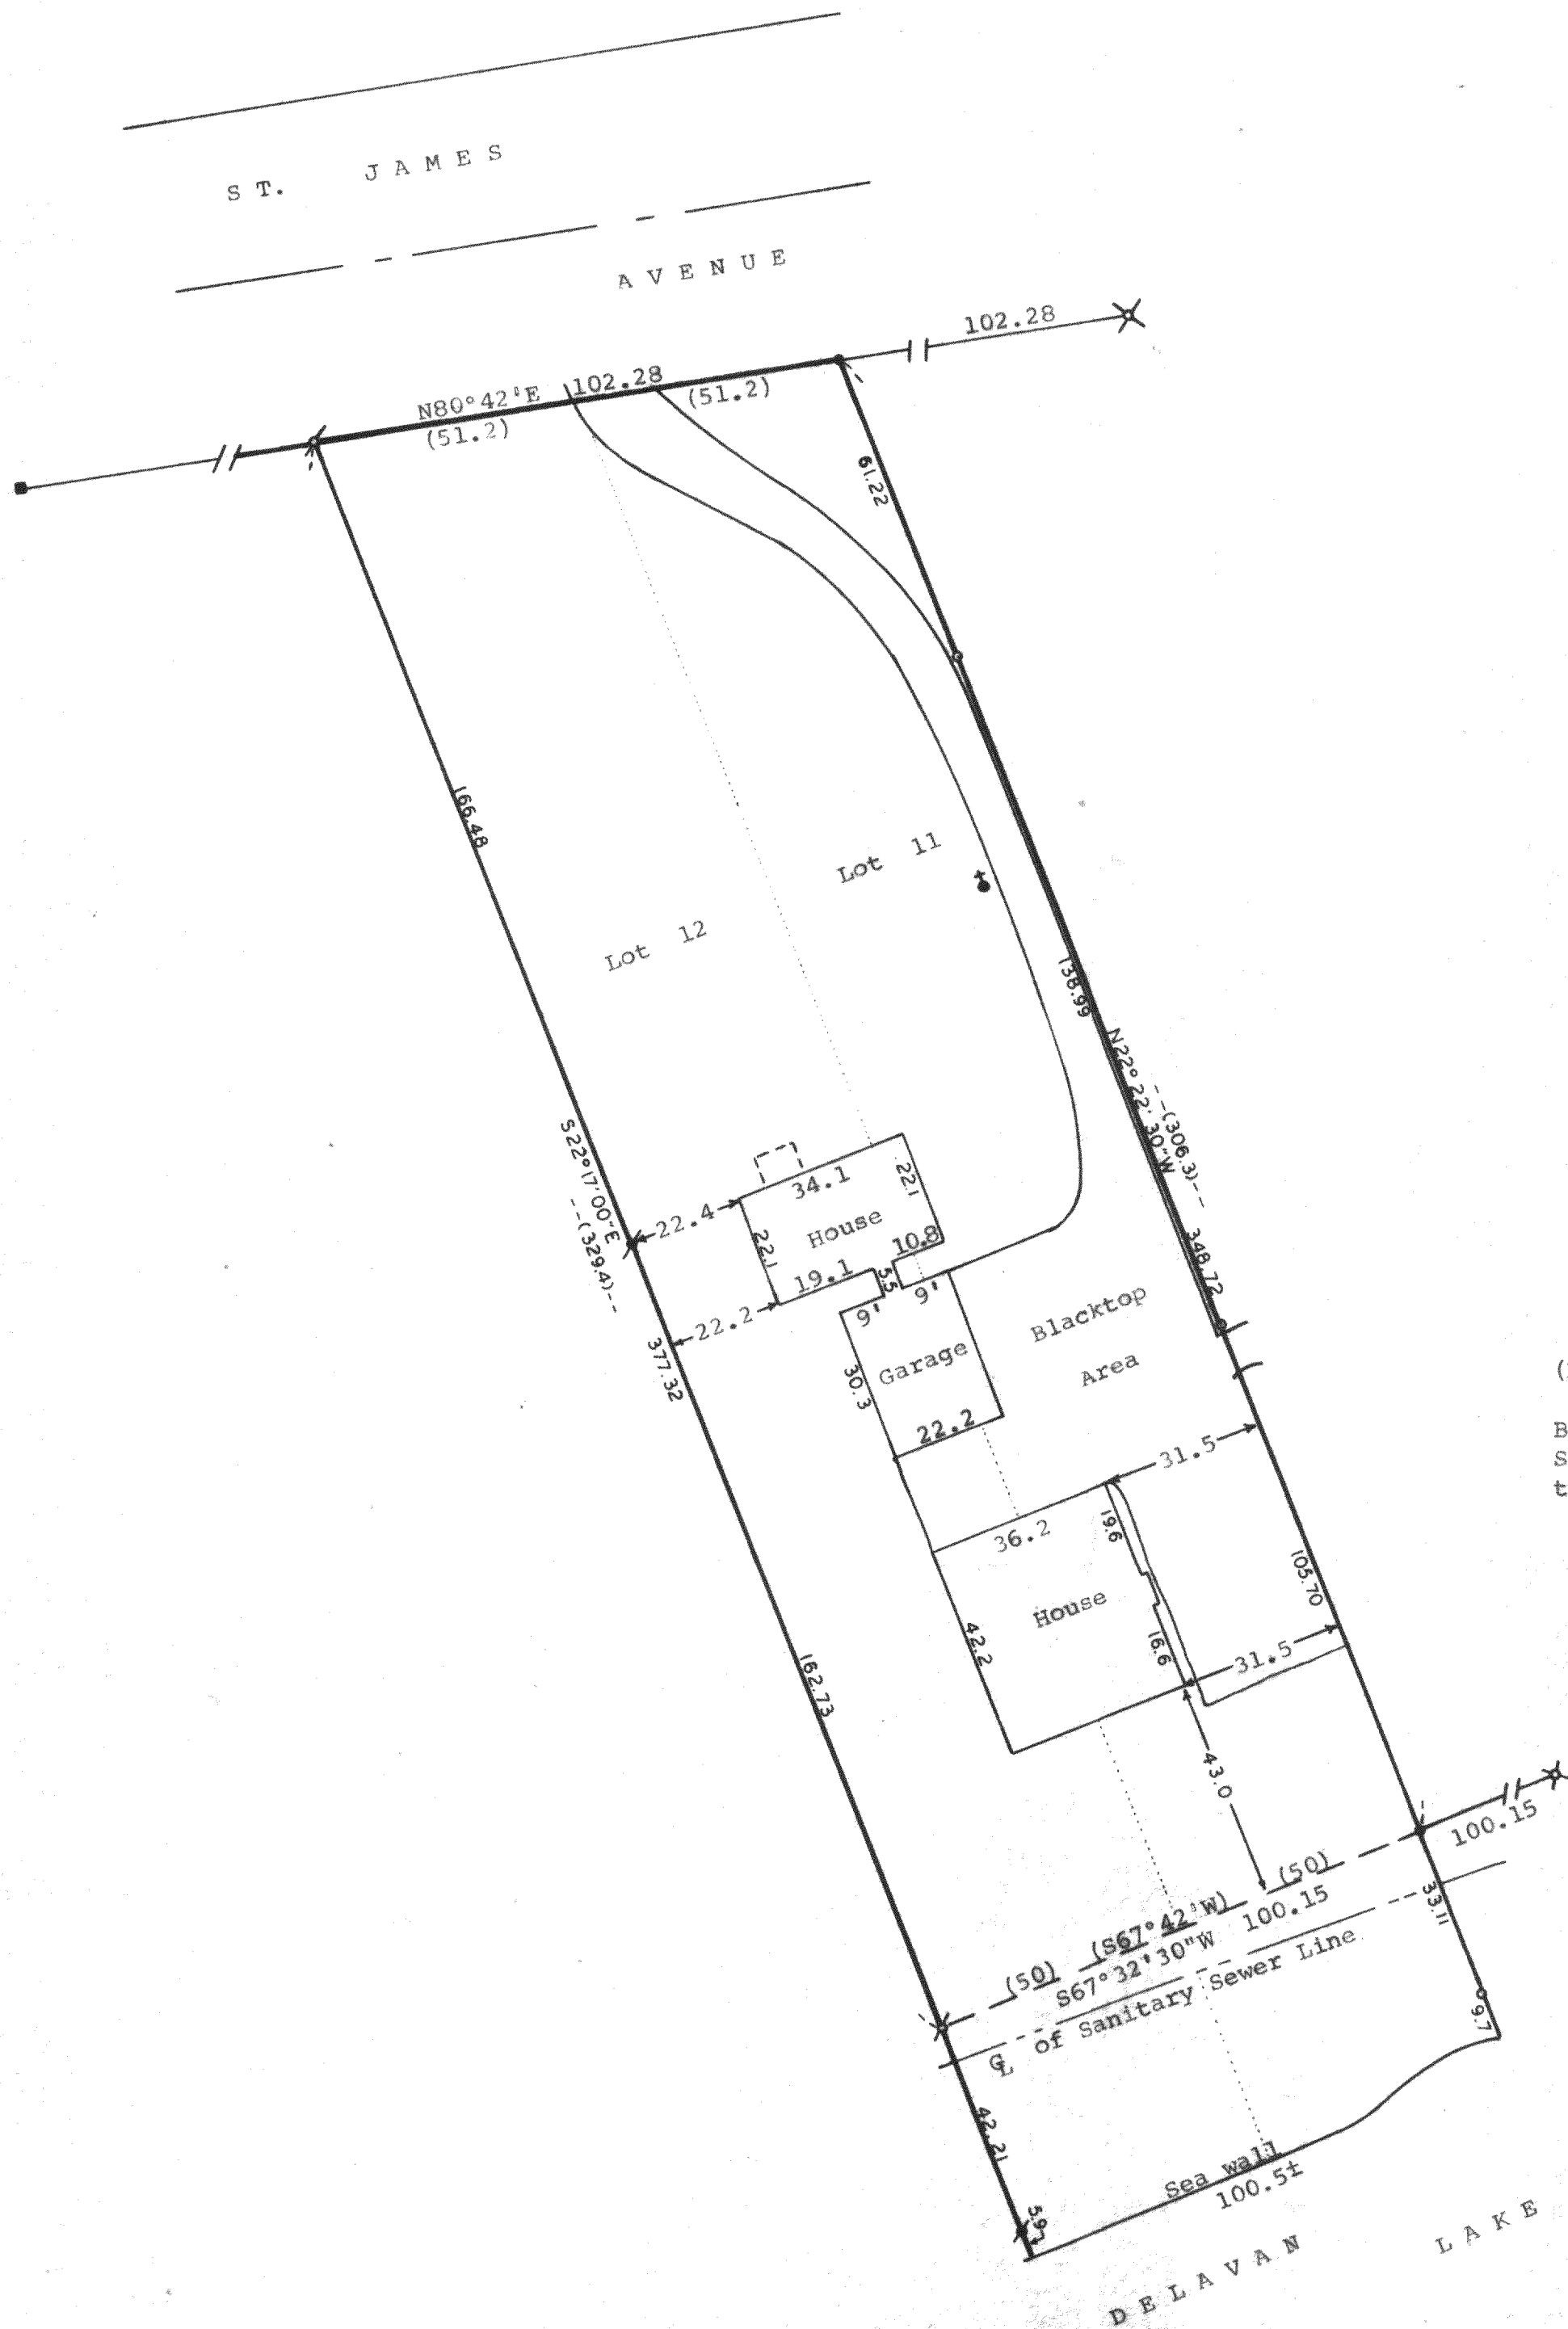 ST. JAMES
AVENUE
102.28
N80°42'E 102.28
(51.2)
(51.2)
61.22
166.48
Lot 11
Lot 12
138.99
N22°22'30"W
--(306.3)--
348.72
S22°17'00"E
--(329.4)--
377.32
34.1
22.1
22.4
House
22.1
10.8
19.1
5.5
22.2
9'
9'
Blacktop
Area
Garage
30.3
22.2
31.5
36.2
19.6
105.70
House
42.2
16.6
31.5
162.73
43.0
100.15
(50)
(S67°42'W)
100.15
33.11
(50)
S67°32'30"W
℄ of Sanitary Sewer Line
9.7
42.21
Sea wall
100.5±
5.9
DELAVAN LAKE
(
B
S
t